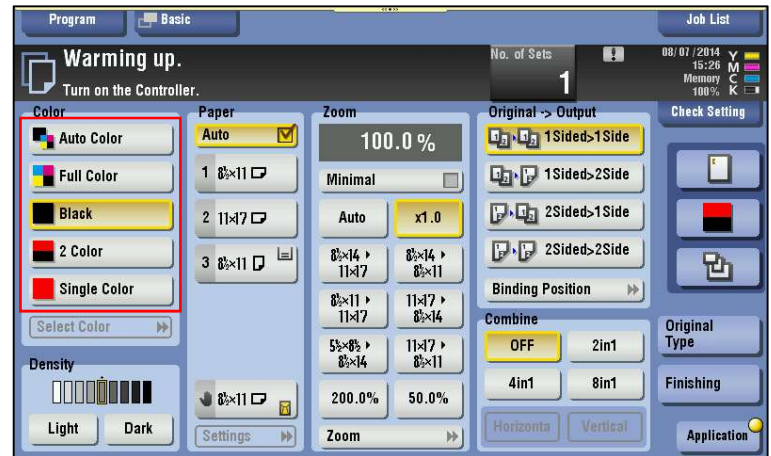 Program
Basic
Job List
Warming up.
Turn on the Controller.
No. of Sets
1
08/07/2014
15:26
Memory
100%
Y
M
C
K
Color
Auto Color
Full Color
Black
2 Color
Single Color
Select Color
Density
Light
Dark
Paper
Auto
1 8½×11
2 11×17
3 8½×11
8½×11
Settings
Zoom
100.0 %
Minimal
Auto
x1.0
8½×14
11×17
8½×14
8½×11
8½×11
11×17
11×17
8½×14
5½×8½
8½×14
11×17
8½×11
200.0%
50.0%
Zoom
Original -> Output
1Sided>1Side
1Sided>2Side
2Sided>1Side
2Sided>2Side
Binding Position
Combine
OFF
2in1
4in1
8in1
Horizonta
Vertical
Check Setting
Original
Type
Finishing
Application